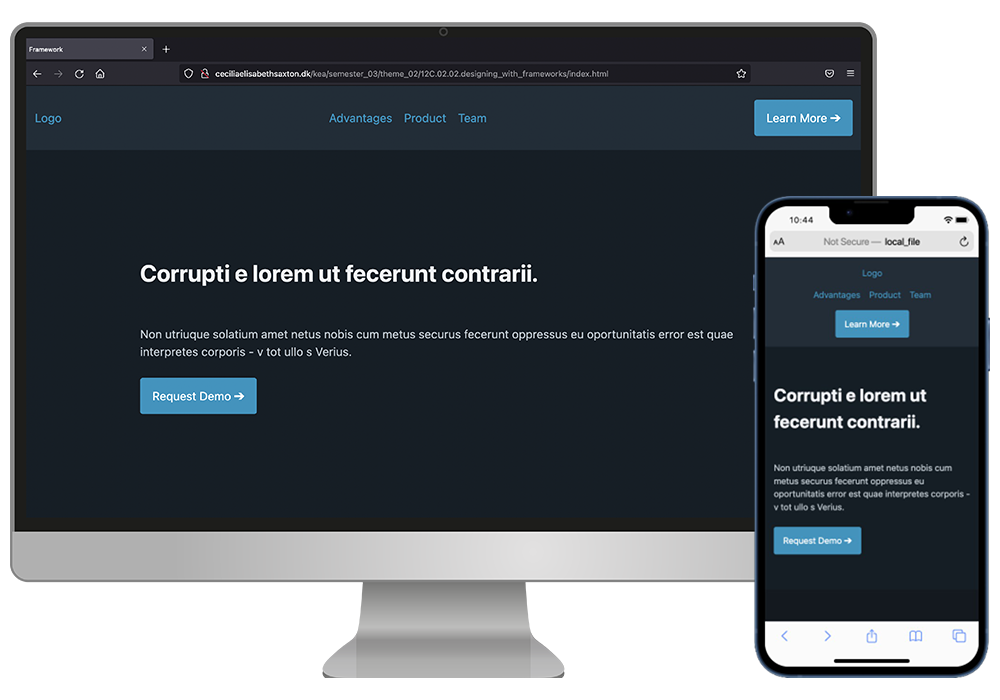 Framework
ceciliaelisabethsaxton.dk/kea/semester_03/theme_02/12C.02.02.designing_with_frameworks/index.html
Logo
Advantages Product Team
Learn More →
Corrupti e lorem ut fecerunt contrarii.
Non utriuque solatium amet netus nobis cum metus securus fecerunt oppressus eu oportunitatis error est quae
interpretes corporis - v tot ullo s Verius.
Request Demo →
10:44
AA Not Secure — local_file
Logo
Advantages Product Team
Learn More →
Corrupti e lorem ut
fecerunt contrarii.
Non utriuque solatium amet netus nobis cum
metus securus fecerunt oppressus eu
oportunitatis error est quae interpretes corporis -
v tot ullo s Verius.
Request Demo →